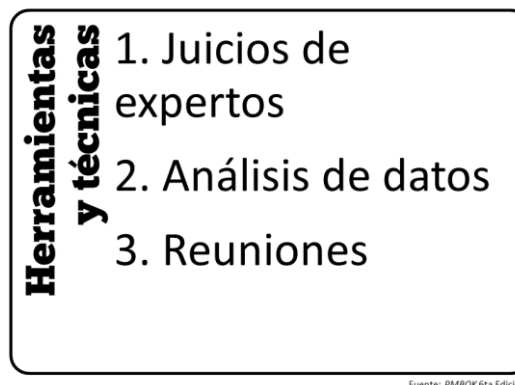 Herramientas
y técnicas
1. Juicios de
expertos
2. Análisis de datos
3. Reuniones
Fuente: PMBOK 6ta